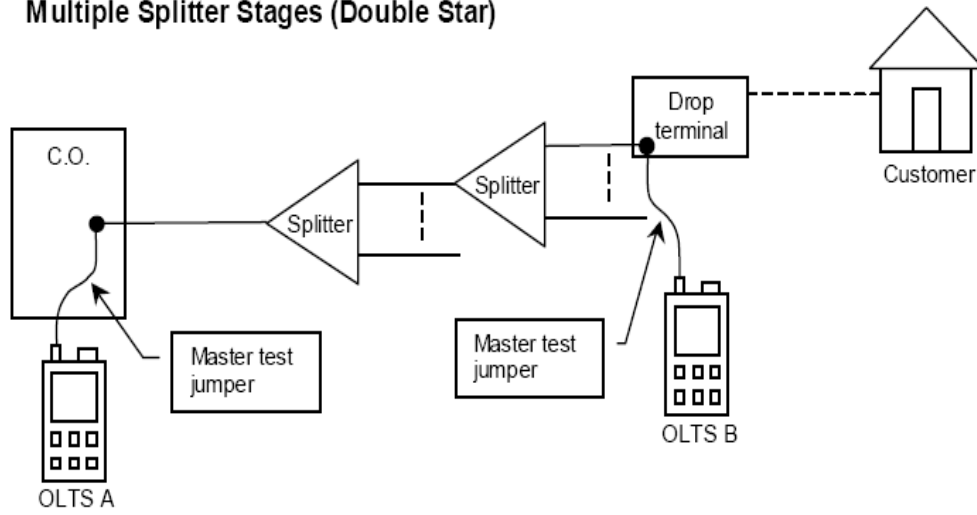 Multiple Splitter Stages (Double Star)
C.O.
Splitter
Splitter
Drop
terminal
Customer
Master test
jumper
Master test
jumper
OLTS A
OLTS B